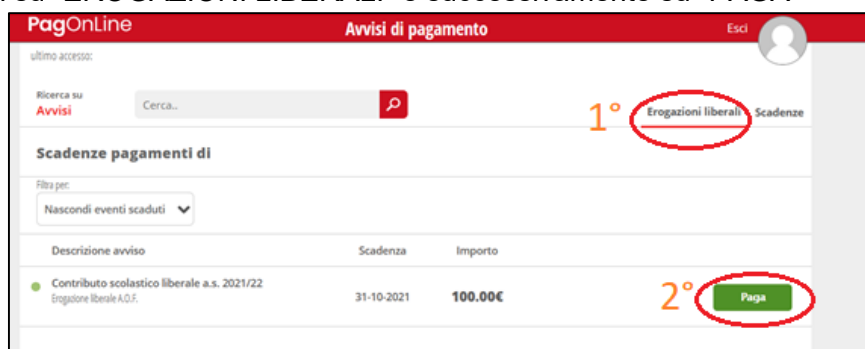 PagOnLine Avvisi di pagamento Esci
ultimo accesso:
Ricerca su
Avvisi Cerca.. 1° Erogazioni liberali Scadenze
Scadenze pagamenti di
Filtra per:
Nascondi eventi scaduti
Descrizione avviso Scadenza Importo
Contributo scolastico liberale a.s. 2021/22
Erogazione liberale A.O.F. 31-10-2021 100.00€ 2° Paga